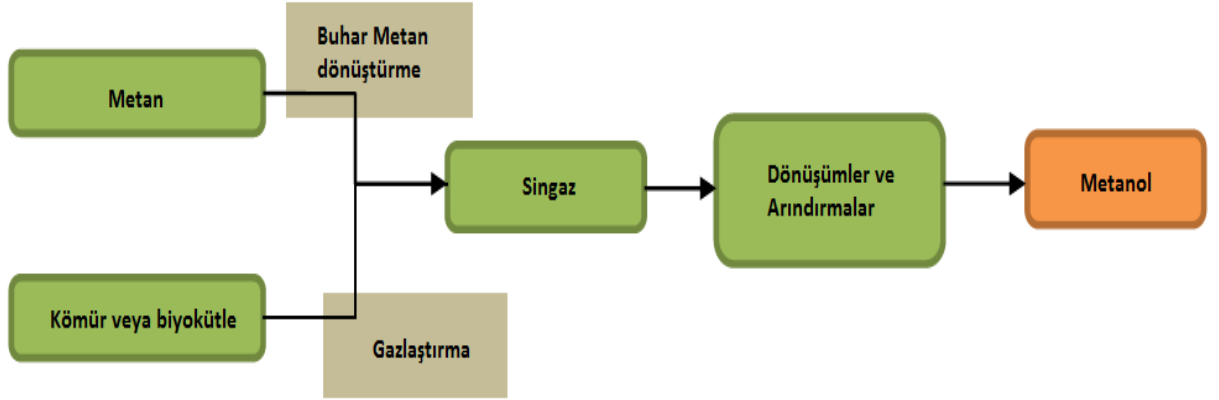 Buhar Metan
dönüştürme
Metan
Singaz
Dönüşümler ve
Arındırmalar
Metanol
Kömür veya biyokütle
Gazlaştırma